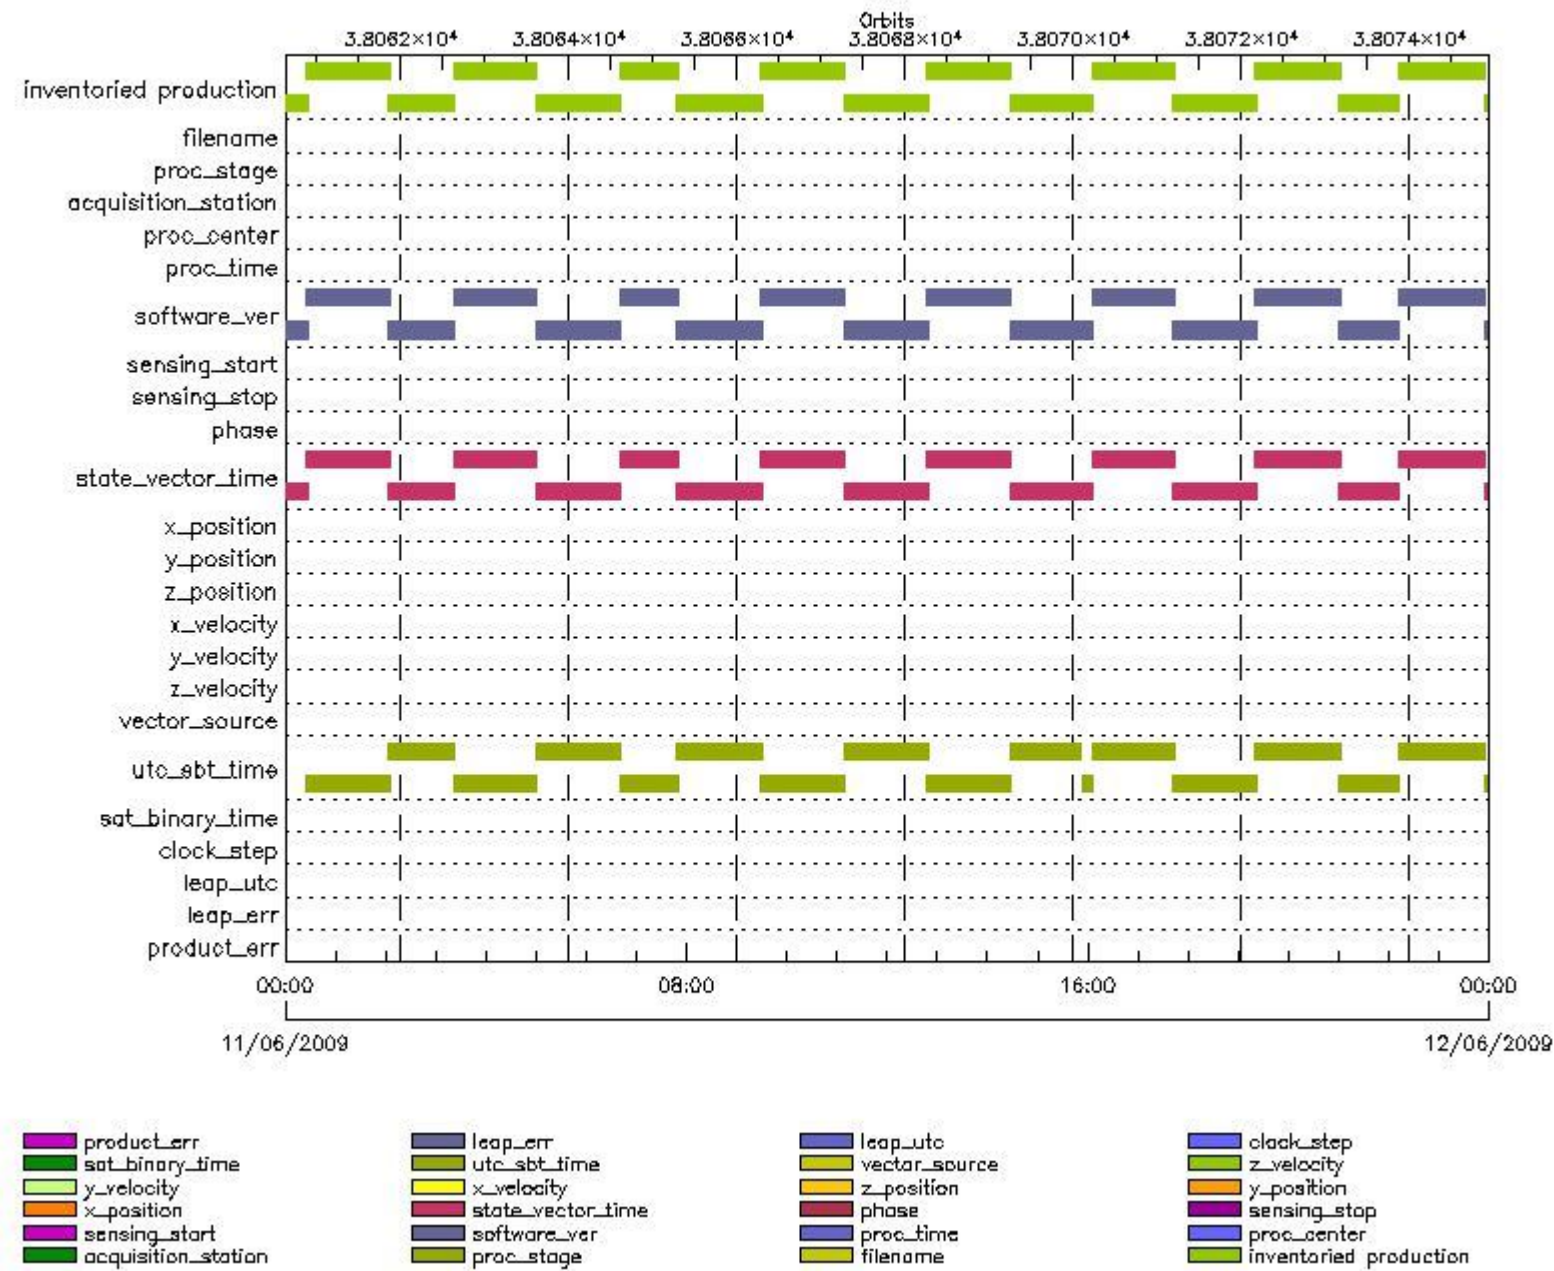 Orbits
3.8062×10⁴ 3.8064×10⁴ 3.8066×10⁴ 3.8068×10⁴ 3.8070×10⁴ 3.8072×10⁴ 3.8074×10⁴
inventoried production
filename
proc_stage
acquisition_station
proc_center
proc_time
software_ver
sensing_start
sensing_stop
phase
state_vector_time
x_position
y_position
z_position
x_velocity
y_velocity
z_velocity
vector_source
utc_sbt_time
sat_binary_time
clock_step
leap_utc
leap_err
product_err
00:00 08:00 16:00 00:00
11/06/2009 12/06/2009
product_err leap_err leap_utc clock_step
sat_binary_time utc_sbt_time vector_source z_velocity
y_velocity x_velocity z_position y_position
x_position state_vector_time phase sensing_stop
sensing_start software_ver proc_time proc_center
acquisition_station proc_stage filename inventoried production